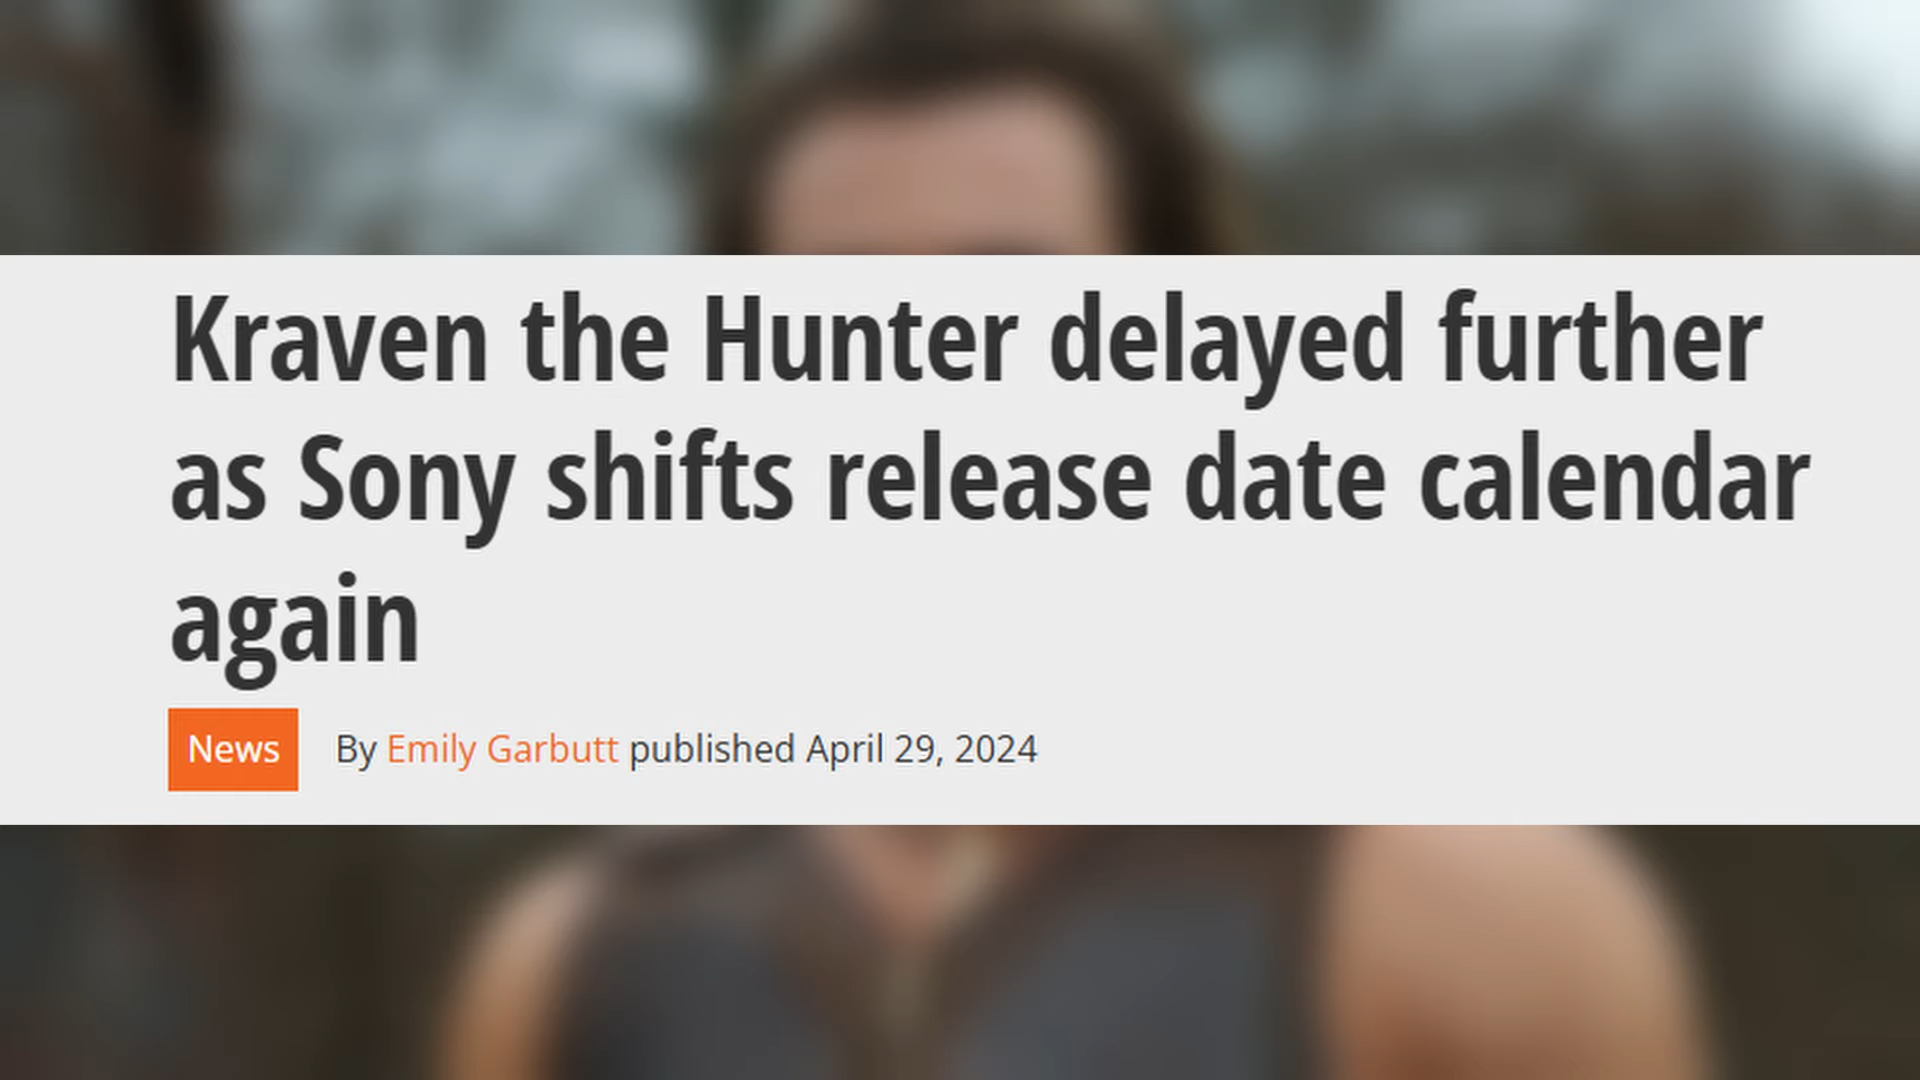 Kraven the Hunter delayed further
as Sony shifts release date calendar
again
News By Emily Garbutt published April 29, 2024